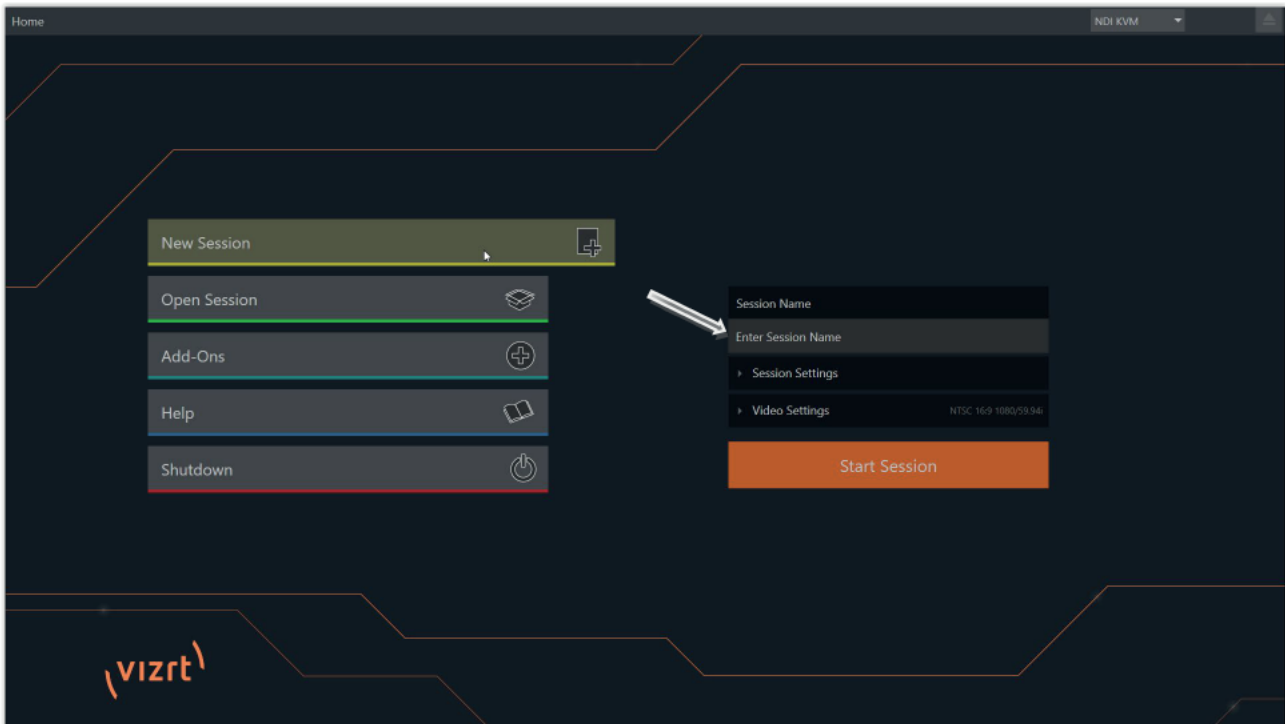 Home
NDI KVM
New Session
Open Session
Add-Ons
Help
Shutdown
Session Name
Enter Session Name
Session Settings
Video Settings NTSC 16:9 1080/59.94i
Start Session
vizrt